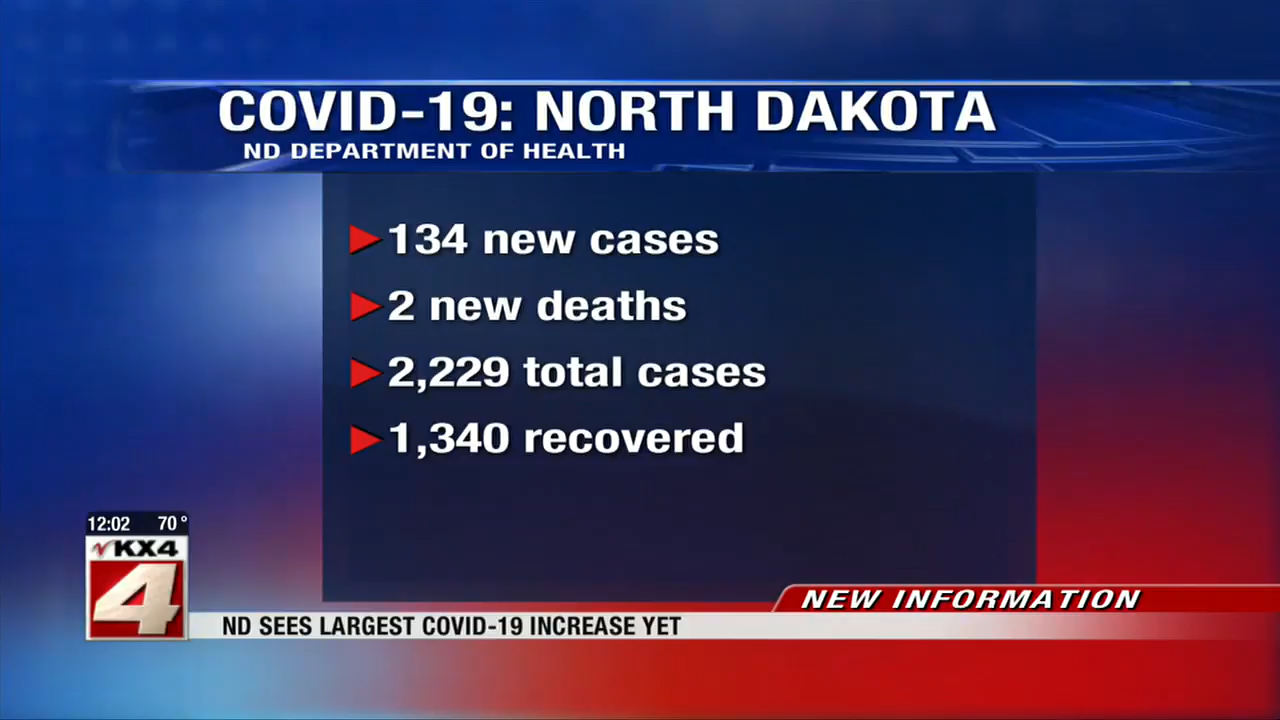 COVID-19: NORTH DAKOTA
ND DEPARTMENT OF HEALTH
134 new cases
2 new deaths
2,229 total cases
1,340 recovered
12:02 70°
KX4
4
NEW INFORMATION
ND SEES LARGEST COVID-19 INCREASE YET